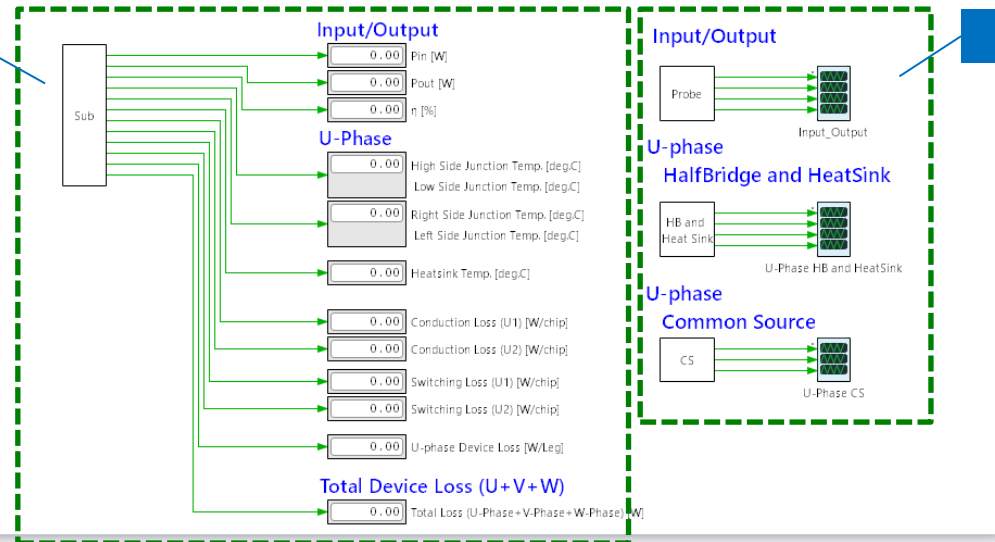 Input/Output
Sub
0.00 Pin [W]
0.00 Pout [W]
0.00 η [%]
U-Phase
0.00 High Side Junction Temp. [deg.C]
Low Side Junction Temp. [deg.C]
0.00 Right Side Junction Temp. [deg.C]
Left Side Junction Temp. [deg.C]
0.00 Heatsink Temp. [deg.C]
0.00 Conduction Loss (U1) [W/chip]
0.00 Conduction Loss (U2) [W/chip]
0.00 Switching Loss (U1) [W/chip]
0.00 Switching Loss (U2) [W/chip]
0.00 U-phase Device Loss [W/Leg]
Total Device Loss (U+V+W)
0.00 Total Loss (U-Phase+V-Phase+W-Phase) [W]
Input/Output
Probe
Input_Output
U-phase
HalfBridge and HeatSink
HB and
Heat Sink
U-Phase HB and HeatSink
U-phase
Common Source
CS
U-Phase CS